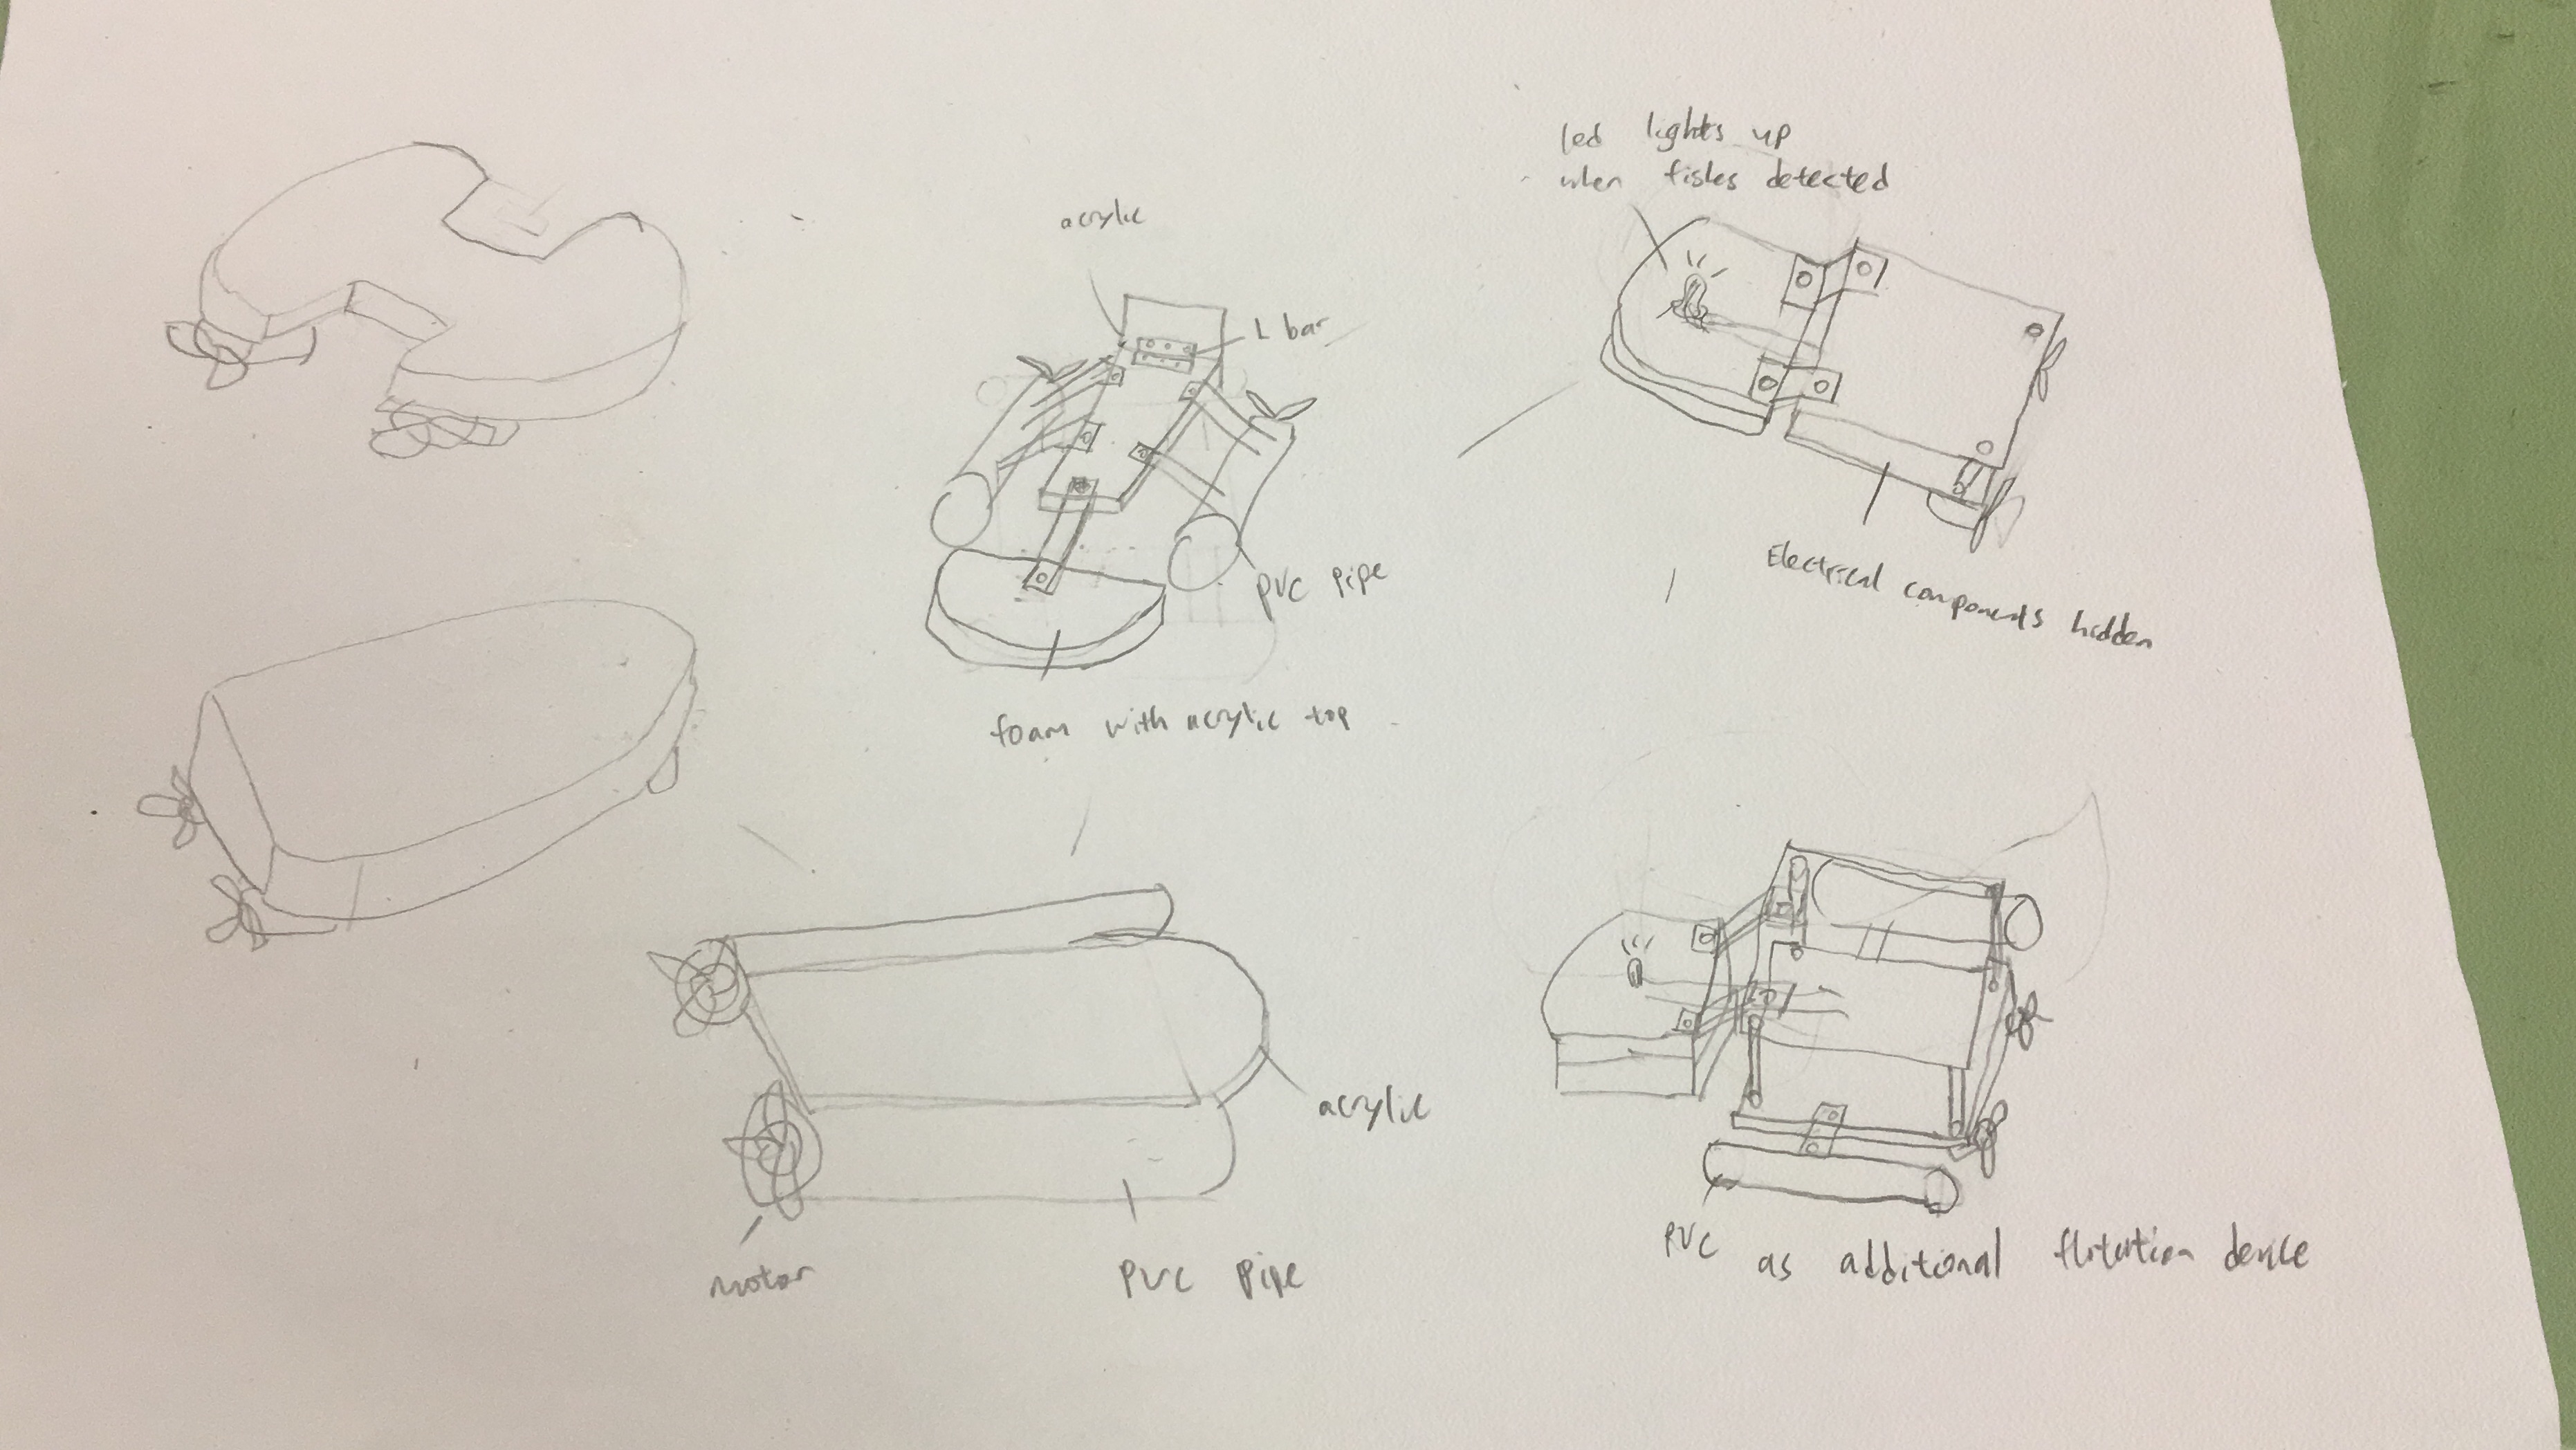 led lights up
when fishes detected
acrylic
L bar
PVC pipe
Electrical components hidden
foam with acrylic top
acrylic
motor
PVC pipe
PVC as additional flotation device